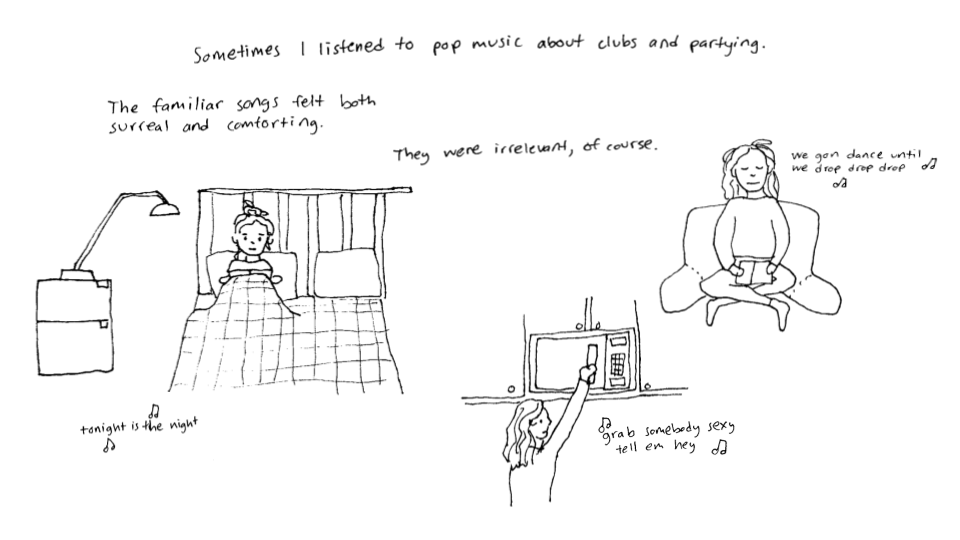 Sometimes I listened to pop music about clubs and partying.
The familiar songs felt both
surreal and comforting.
They were irrelevant, of course.
we gon dance until
we drop drop drop
tonight is the night
grab somebody sexy
tell em hey